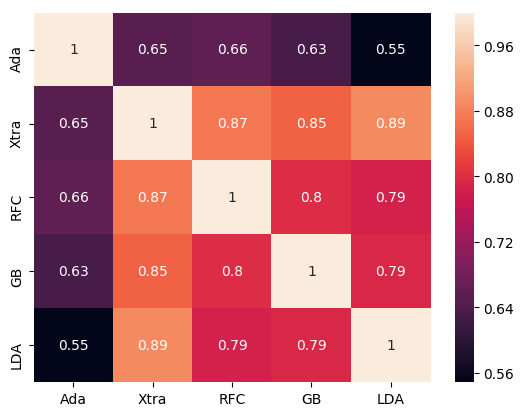 Ada 1 0.65 0.66 0.63 0.55
Xtra 0.65 1 0.87 0.85 0.89
RFC 0.66 0.87 1 0.8 0.79
GB 0.63 0.85 0.8 1 0.79
LDA 0.55 0.89 0.79 0.79 1
Ada Xtra RFC GB LDA
0.96
0.88
0.80
0.72
0.64
0.56